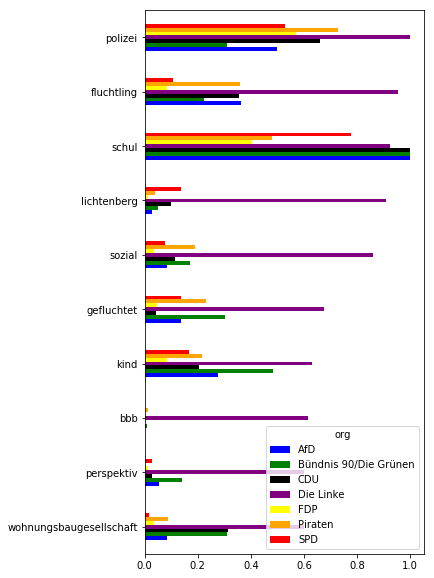 polizei
fluchtling
schul
lichtenberg
sozial
gefluchtet
kind
bbb
perspektiv
wohnungsbaugesellschaft
org
AfD
Bündnis 90/Die Grünen
CDU
Die Linke
FDP
Piraten
SPD
0.0 0.2 0.4 0.6 0.8 1.0